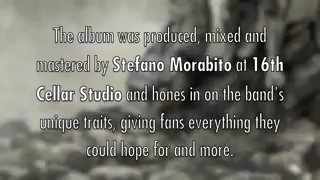 The album was produced, mixed and
mastered by Stefano Morabito at 16th
Cellar Studio and hones in on the band's
unique traits, giving fans everything they
could hope for and more.